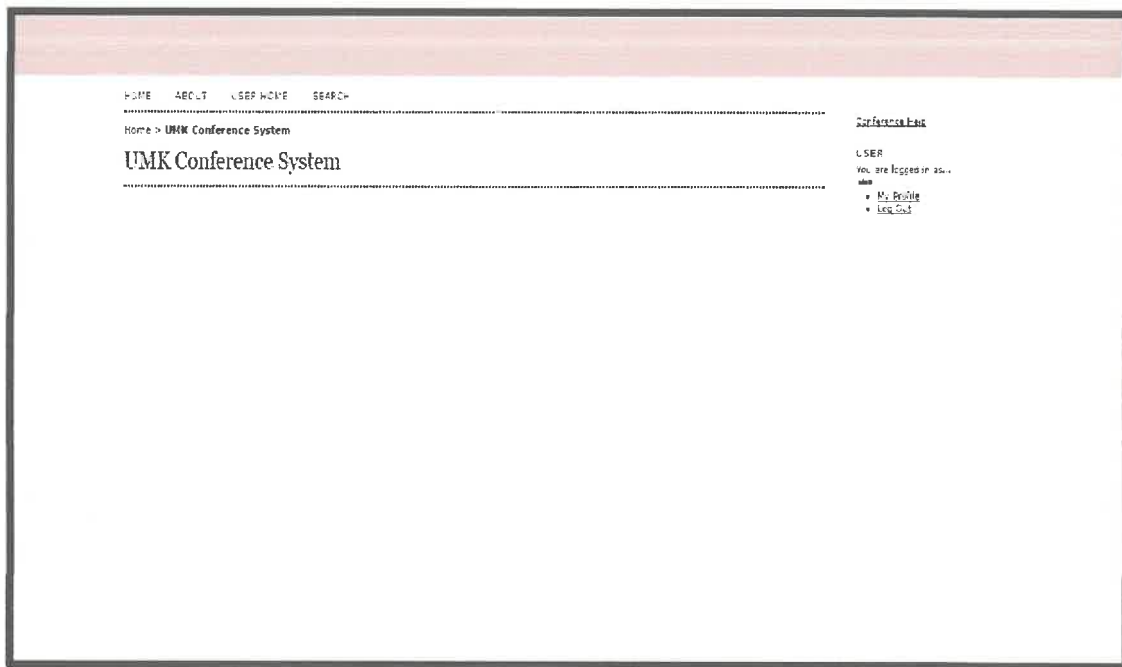 HOME ABOUT USER HOME SEARCH
Home > UMK Conference System
UMK Conference System
Conference Help
USER
You are logged in as...
My Profile
Log Out